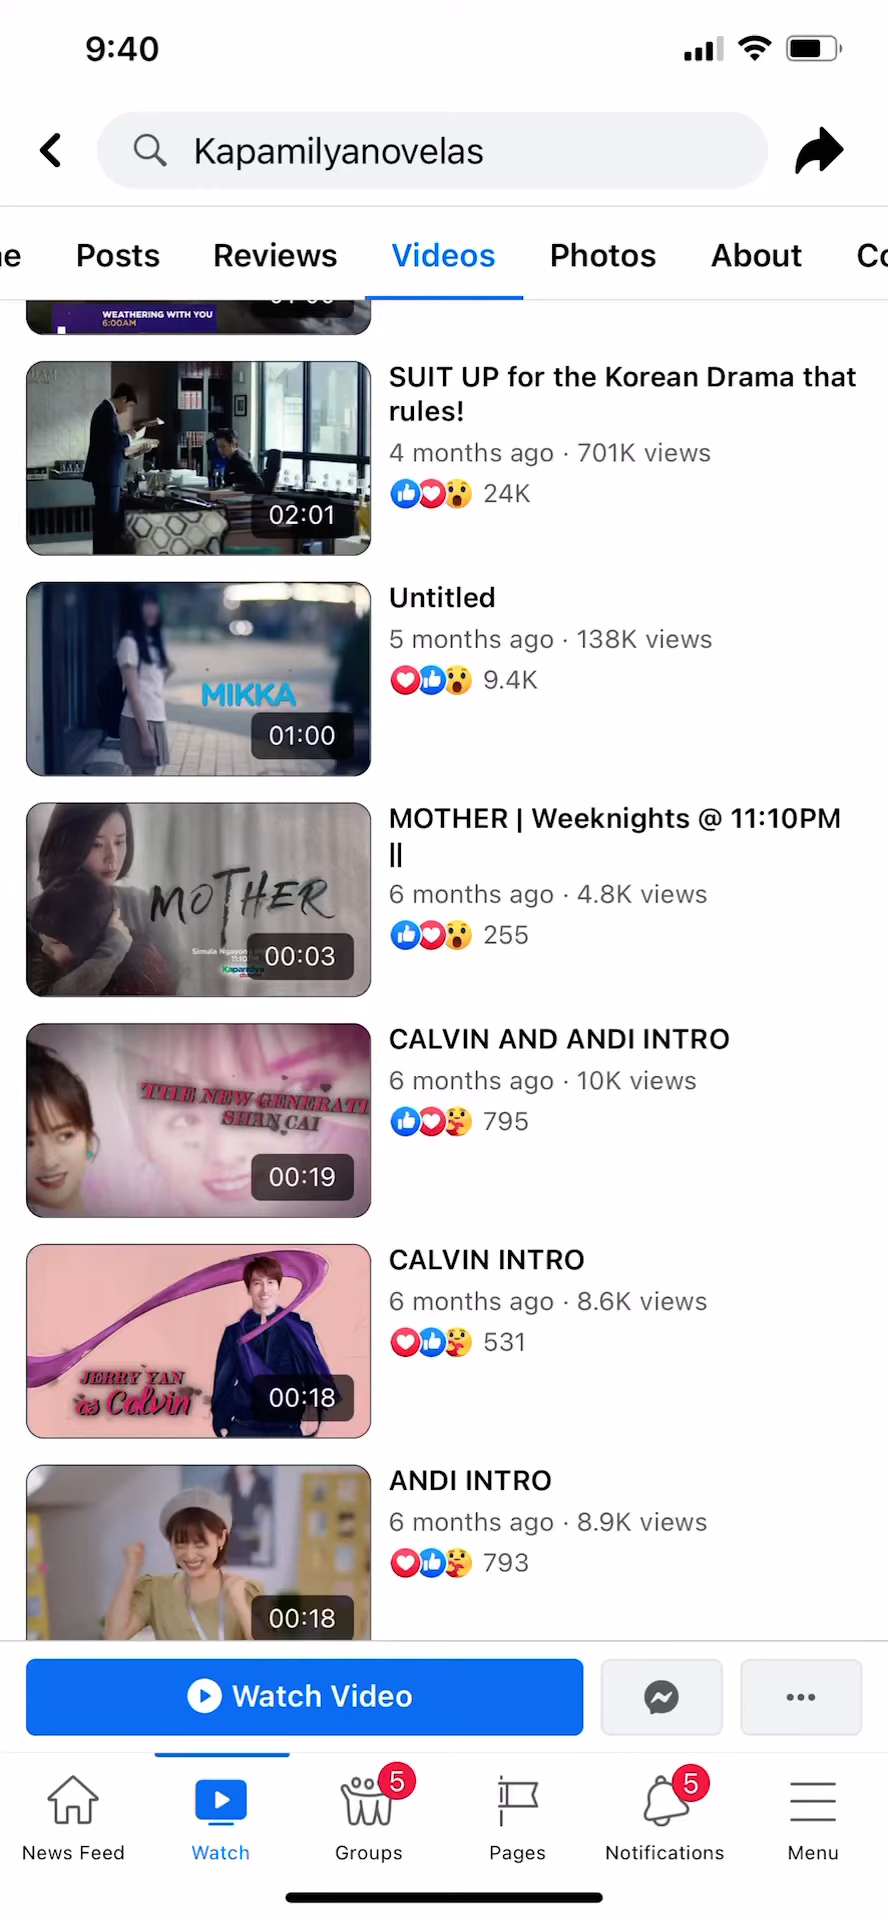 9:40
Kapamilyanovelas
Posts Reviews Videos Photos About
WEATHERING WITH YOU
6:00AM
SUIT UP for the Korean Drama that
rules!
4 months ago · 701K views
24K
02:01
Untitled
5 months ago · 138K views
9.4K
MIKKA
01:00
MOTHER | Weeknights @ 11:10PM
||
6 months ago · 4.8K views
255
MOTHER
00:03
CALVIN AND ANDI INTRO
6 months ago · 10K views
795
THE NEW GENERATI
SHAN CAI
00:19
CALVIN INTRO
6 months ago · 8.6K views
531
JERRY YAN
as Calvin
00:18
ANDI INTRO
6 months ago · 8.9K views
793
00:18
Watch Video
5
5
News Feed Watch Groups Pages Notifications Menu